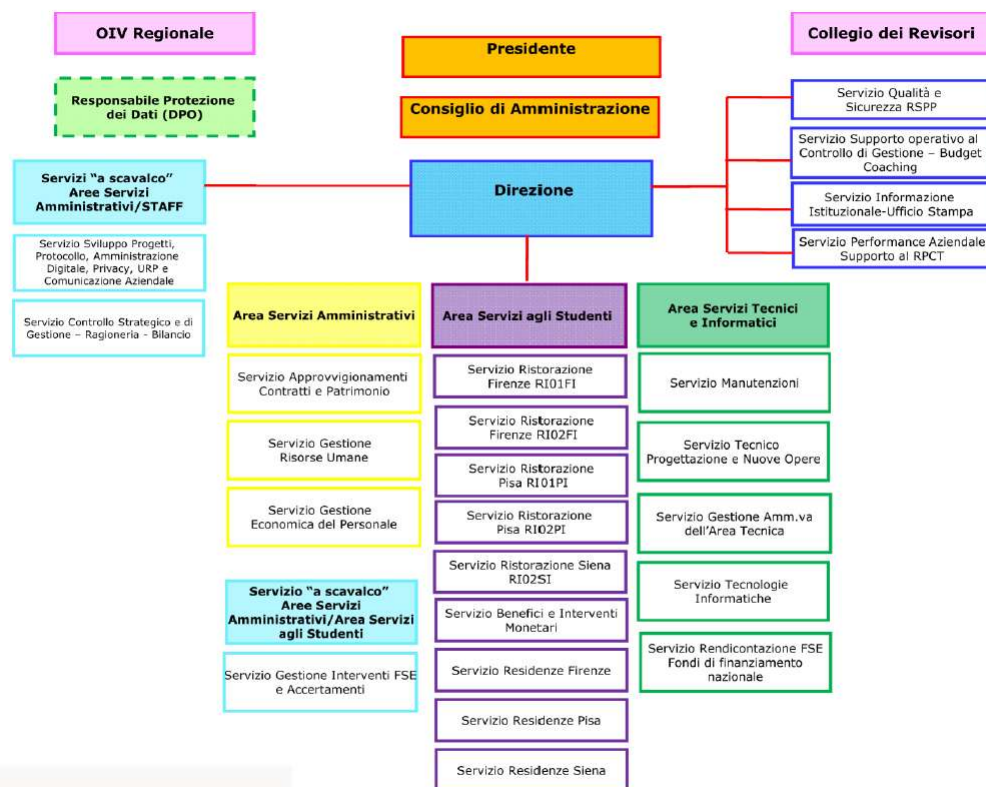 OIV Regionale
Presidente
Collegio dei Revisori
Responsabile Protezione
dei Dati (DPO)
Consiglio di Amministrazione
Servizio Qualità e
Sicurezza RSPP
Servizio Supporto operativo al
Controllo di Gestione – Budget
Coaching
Servizio Informazione
Istituzionale-Ufficio Stampa
Servizio Performance Aziendale
Supporto al RPCT
Servizi "a scavalco"
Aree Servizi
Amministrativi/STAFF
Direzione
Servizio Sviluppo Progetti,
Protocollo, Amministrazione
Digitale, Privacy, URP e
Comunicazione Aziendale
Servizio Controllo Strategico e di
Gestione – Ragioneria - Bilancio
Area Servizi Amministrativi
Servizio Approvvigionamenti
Contratti e Patrimonio
Servizio Gestione
Risorse Umane
Servizio Gestione
Economica del Personale
Servizio "a scavalco"
Aree Servizi
Amministrativi/Area Servizi
agli Studenti
Servizio Gestione Interventi FSE
e Accertamenti
Area Servizi agli Studenti
Servizio Ristorazione
Firenze RI01FI
Servizio Ristorazione
Firenze RI02FI
Servizio Ristorazione
Pisa RI01PI
Servizio Ristorazione
Pisa RI02PI
Servizio Ristorazione Siena
RI02SI
Servizio Benefici e Interventi
Monetari
Servizio Residenze Firenze
Servizio Residenze Pisa
Servizio Residenze Siena
Area Servizi Tecnici
e Informatici
Servizio Manutenzioni
Servizio Tecnico
Progettazione e Nuove Opere
Servizio Gestione Amm.va
dell'Area Tecnica
Servizio Tecnologie
Informatiche
Servizio Rendicontazione FSE
Fondi di finanziamento
nazionale